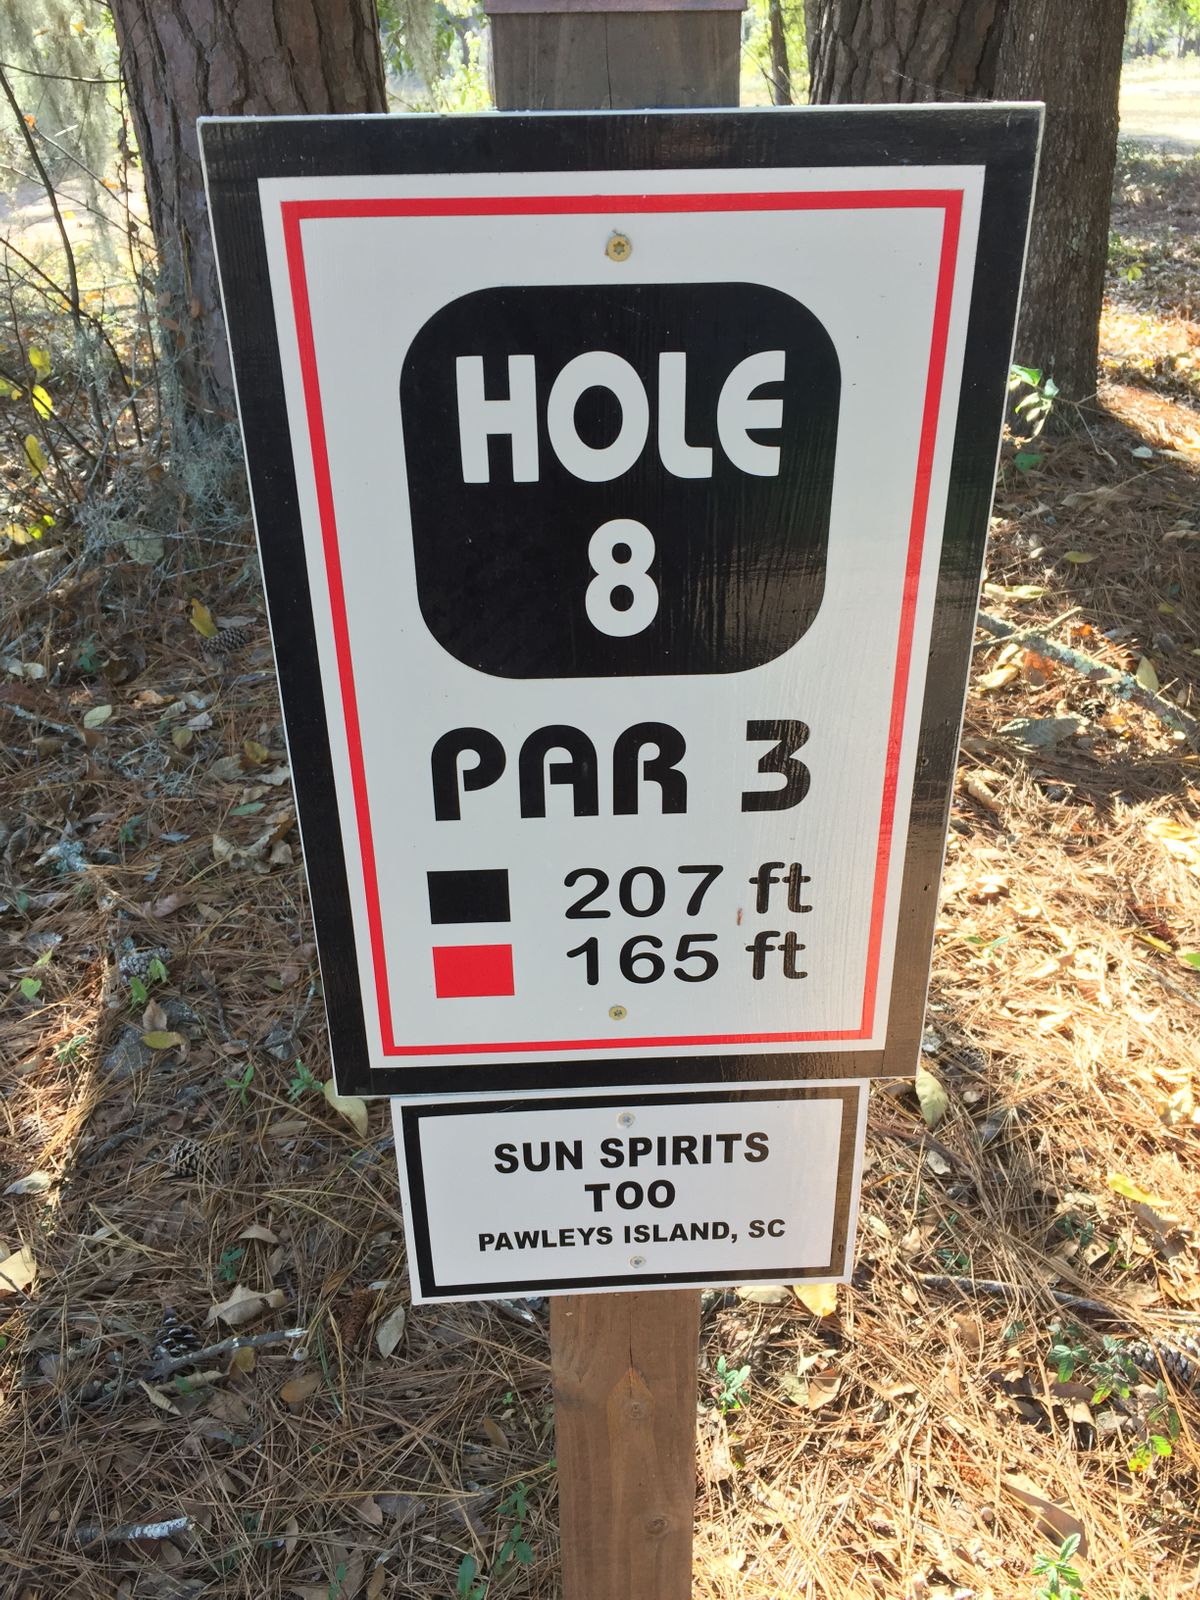 HOLE
8
PAR 3
207 ft
165 ft
SUN SPIRITS
TOO
PAWLEYS ISLAND, SC